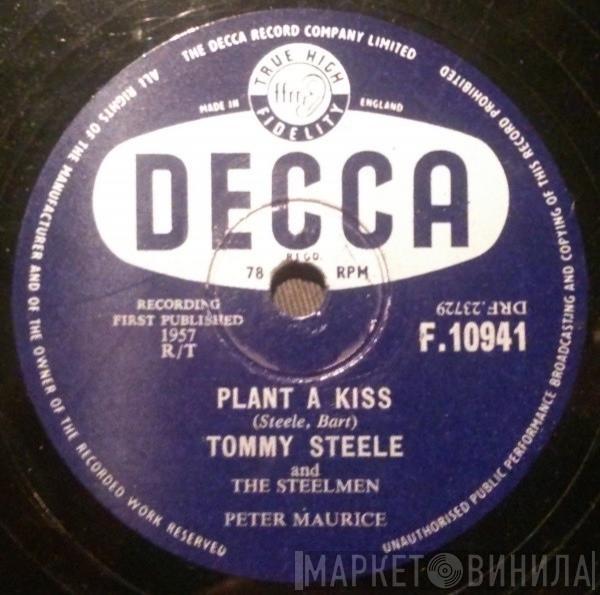 ALL RIGHTS OF THE MANUFACTURER AND OF THE OWNER OF THE RECORDED WORK RESERVED
THE DECCA RECORD COMPANY LIMITED
UNAUTHORISED PUBLIC PERFORMANCE BROADCASTING AND COPYING OF THIS RECORD PROHIBITED
TRUE HIGH
ffrr
FIDELITY
MADE IN ENGLAND
DECCA
REGD.
78 RPM
RECORDING
FIRST PUBLISHED
1957
R/T
DRF.23729
F.10941
PLANT A KISS
(Steele, Bart)
TOMMY STEELE
and
THE STEELMEN
PETER MAURICE
МАРКЕТ ВИНИЛА